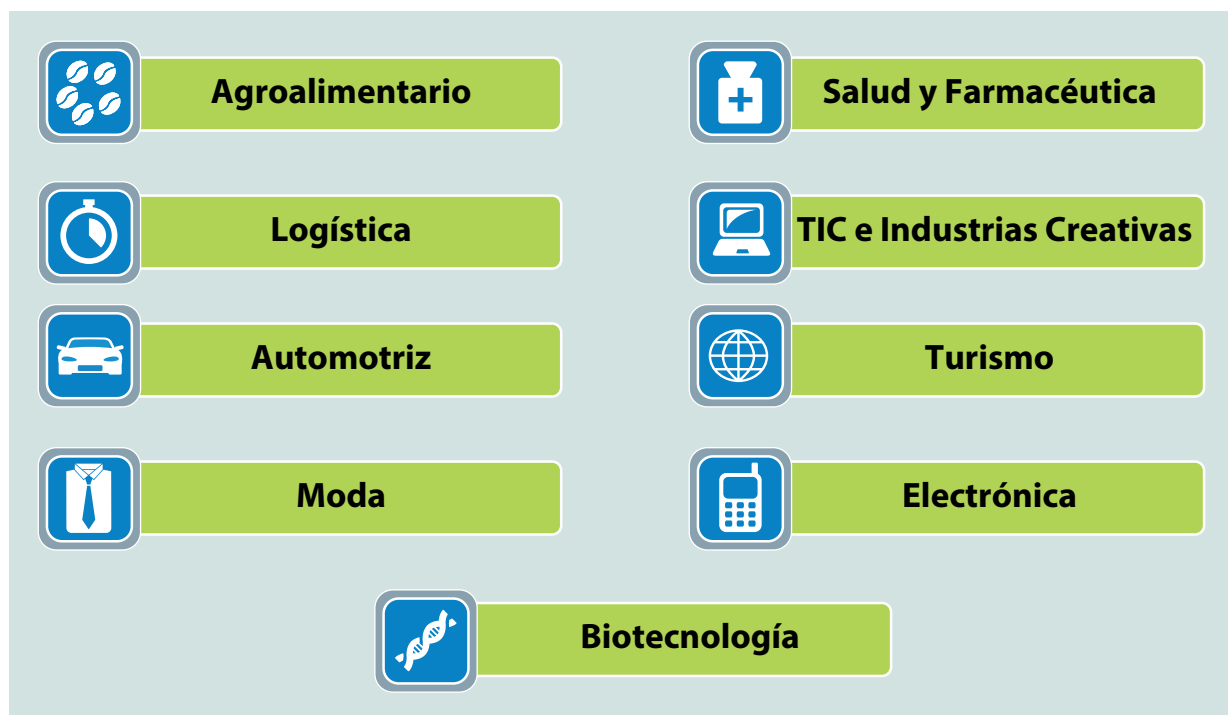 Agroalimentario
Salud y Farmacéutica
Logística
TIC e Industrias Creativas
Automotriz
Turismo
Moda
Electrónica
Biotecnología